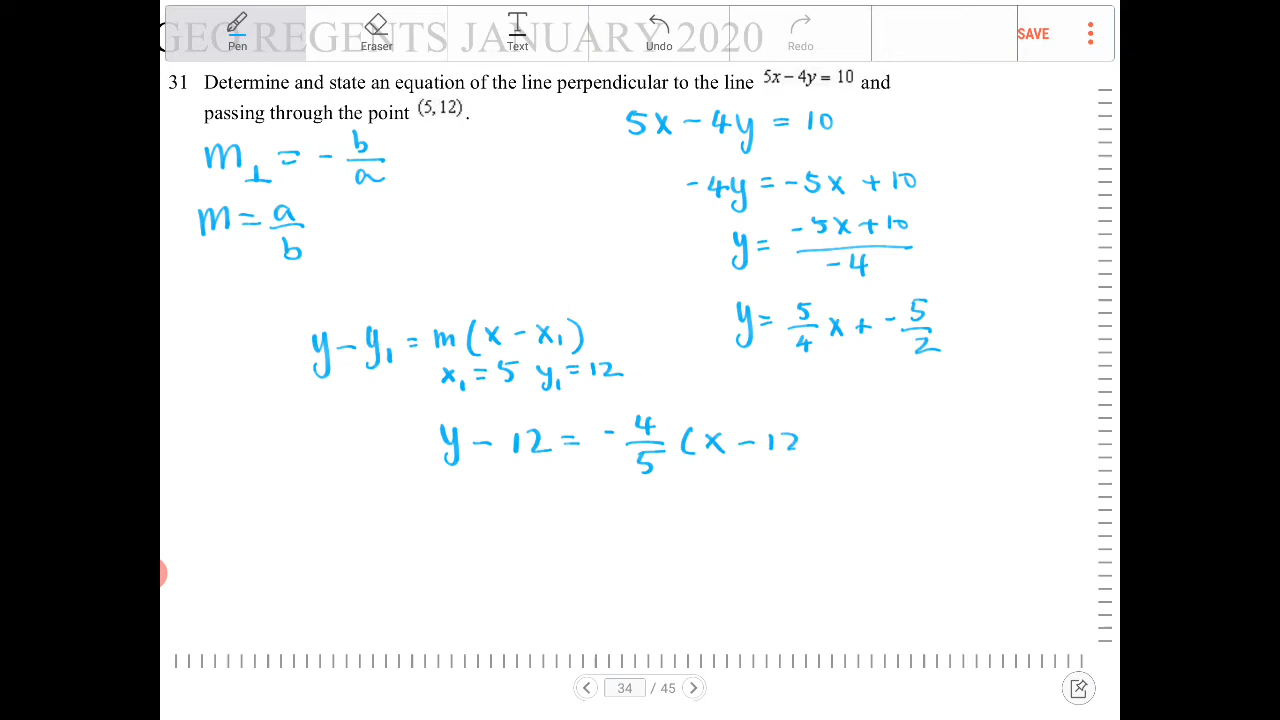 GEO REGENTS JANUARY 2020
Pen
Eraser
Text
Undo
Redo
SAVE
31 Determine and state an equation of the line perpendicular to the line 5x − 4y = 10 and
passing through the point (5, 12).
m⊥ = - b/a
m = a/b
5x - 4y = 10
-4y = -5x + 10
y = -5x + 10 / -4
y = 5/4 x + - 5/2
y - y₁ = m(x - x₁)
x₁ = 5 y₁ = 12
y - 12 = - 4/5 (x - 12
34 / 45